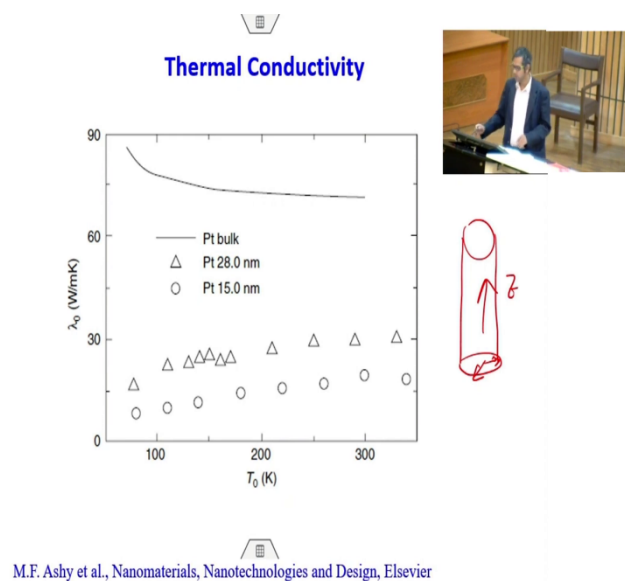 Thermal Conductivity
90
60
30
0
λ₀ (W/mK)
Pt bulk
Pt 28.0 nm
Pt 15.0 nm
100
200
300
T₀ (K)
z
M.F. Ashy et al., Nanomaterials, Nanotechnologies and Design, Elsevier